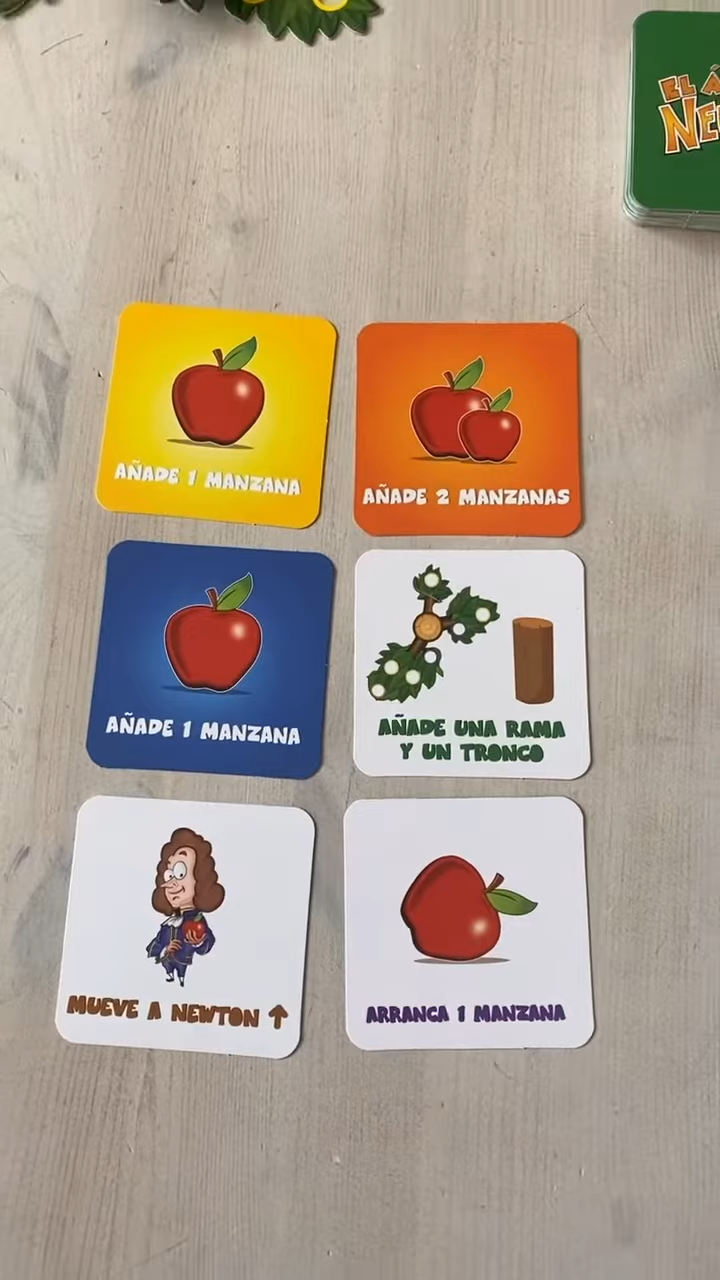 EL
AÑADE 1 MANZANA
AÑADE 2 MANZANAS
AÑADE 1 MANZANA
AÑADE UNA RAMA
Y UN TRONCO
MUEVE A NEWTON ↑
ARRANCA 1 MANZANA